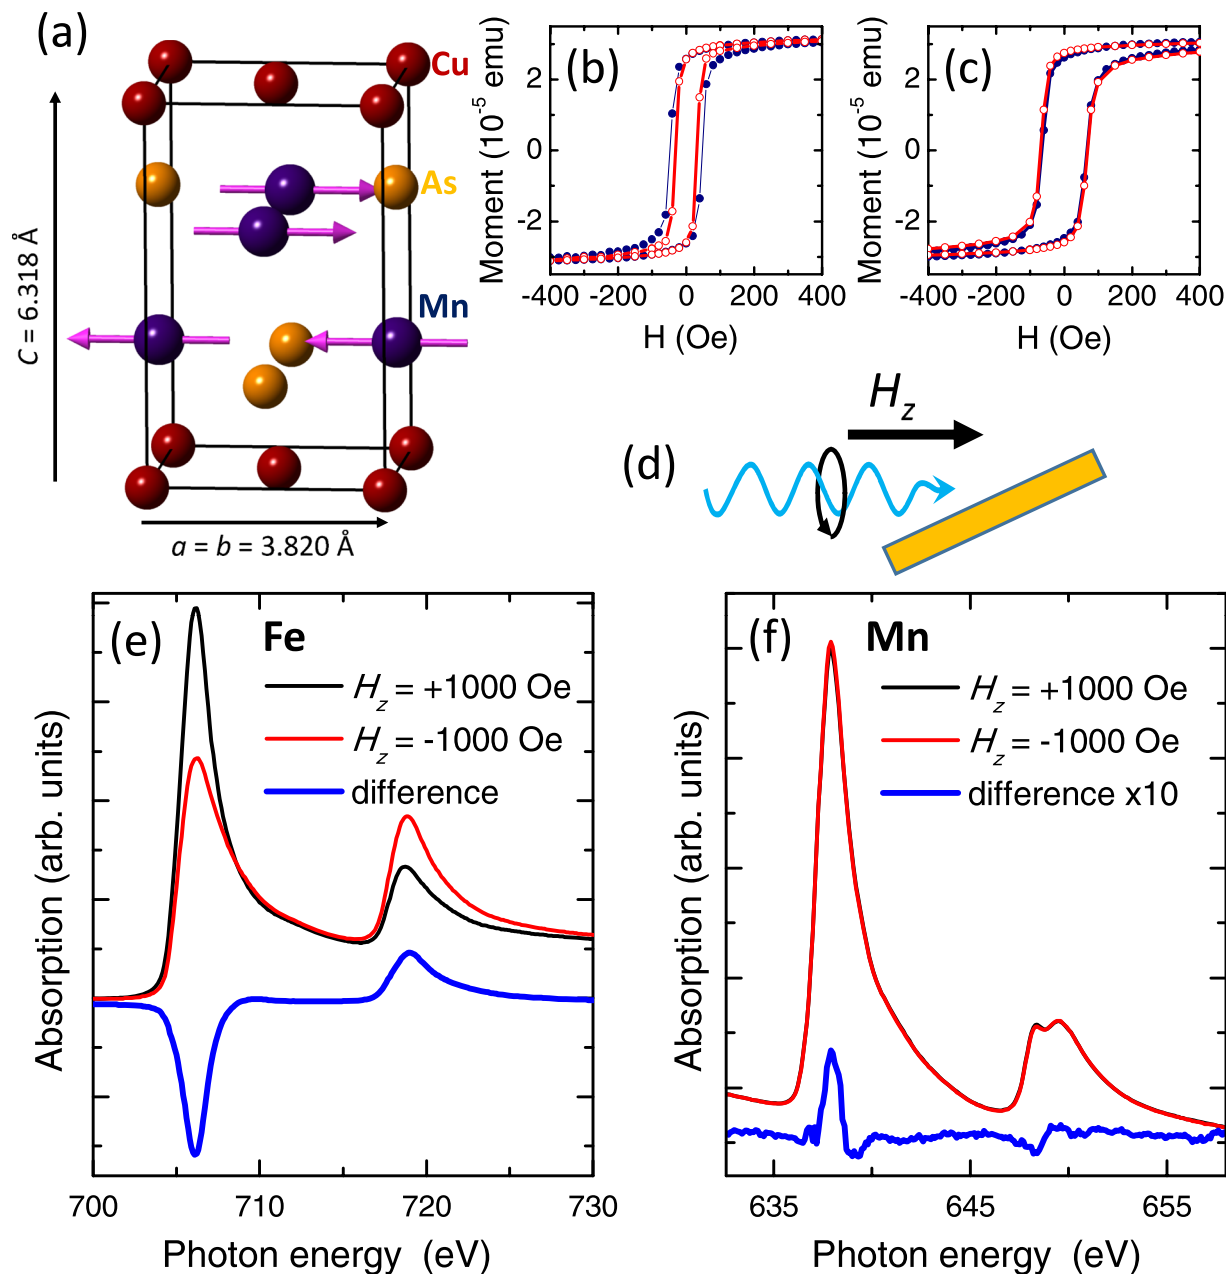 (a)
Cu
As
Mn
C = 6.318 Å
a = b = 3.820 Å
(b)
Moment (10⁻⁵ emu)
2
0
-2
-400 -200 0 200 400
H (Oe)
(c)
Moment (10⁻⁵ emu)
2
0
-2
-400 -200 0 200 400
H (Oe)
(d)
H_z
(e)
Fe
H_z = +1000 Oe
H_z = -1000 Oe
difference
Absorption (arb. units)
700 710 720 730
Photon energy (eV)
(f)
Mn
H_z = +1000 Oe
H_z = -1000 Oe
difference x10
Absorption (arb. units)
635 645 655
Photon energy (eV)